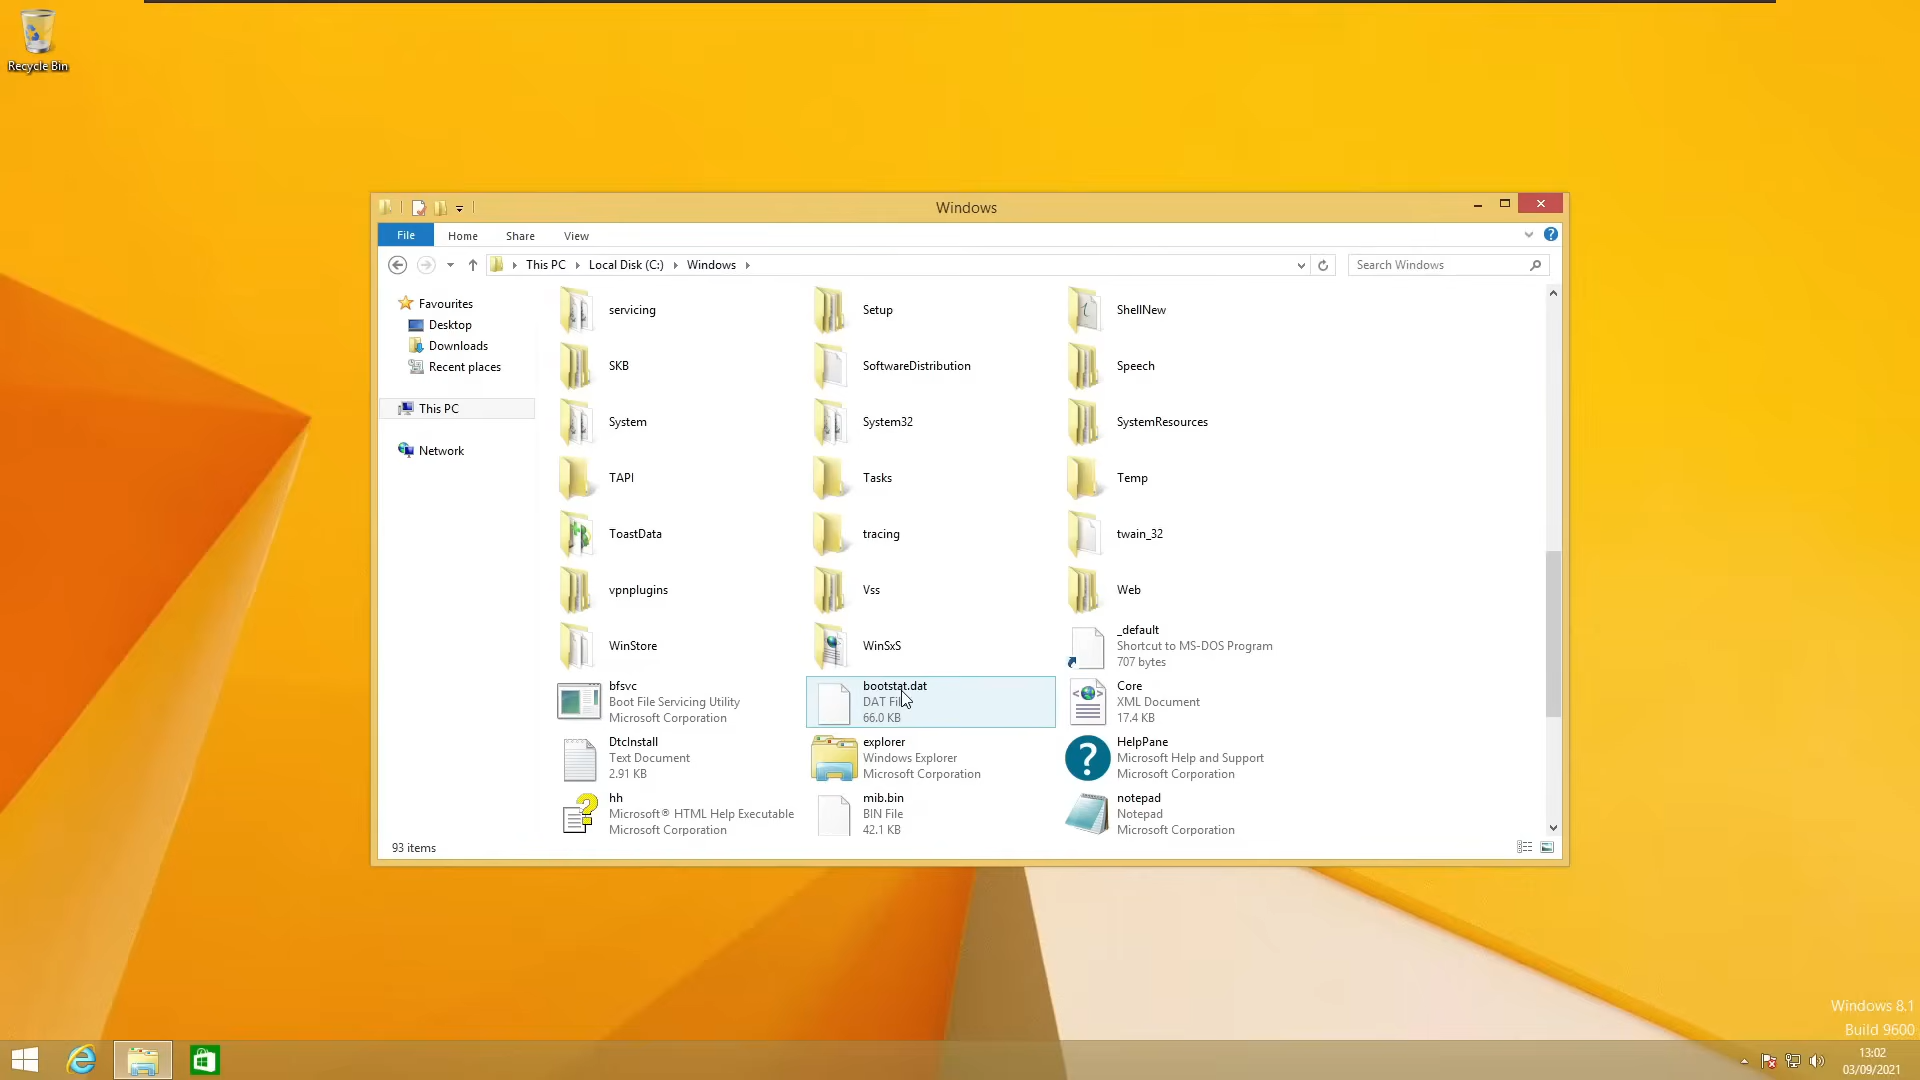 Recycle Bin
Windows
File Home Share View
This PC Local Disk (C:) Windows
Search Windows
Favourites
Desktop
Downloads
Recent places
This PC
Network
servicing
Setup
ShellNew
SKB
SoftwareDistribution
Speech
System
System32
SystemResources
TAPI
Tasks
Temp
ToastData
tracing
twain_32
vpnplugins
Vss
Web
WinStore
WinSxS
_default
Shortcut to MS-DOS Program
707 bytes
bfsvc
Boot File Servicing Utility
Microsoft Corporation
bootstat.dat
DAT File
66.0 KB
Core
XML Document
17.4 KB
DtcInstall
Text Document
2.91 KB
explorer
Windows Explorer
Microsoft Corporation
HelpPane
Microsoft Help and Support
Microsoft Corporation
hh
Microsoft® HTML Help Executable
Microsoft Corporation
mib.bin
BIN File
42.1 KB
notepad
Notepad
Microsoft Corporation
93 items
Windows 8.1
Build 9600
13:02
03/09/2021